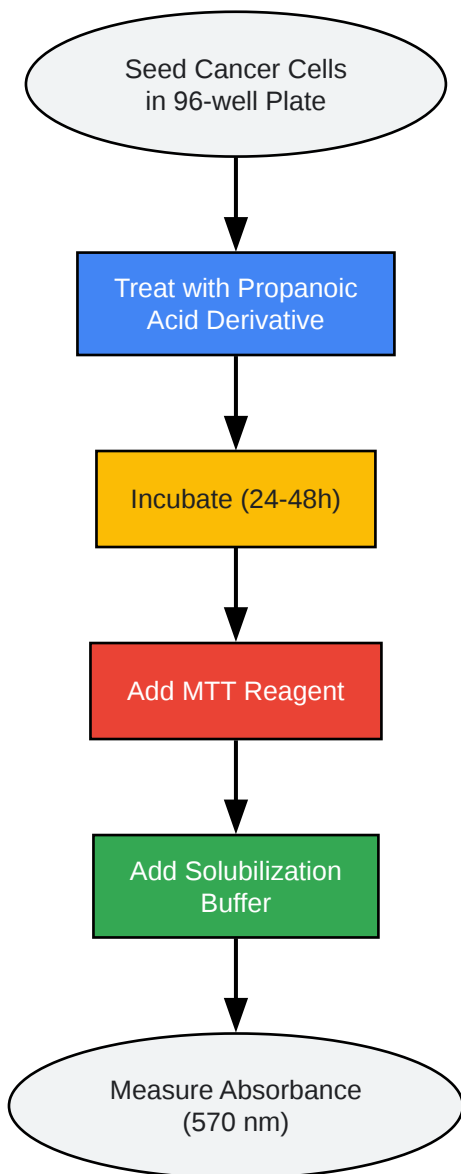 Seed Cancer Cells
in 96-well Plate
Treat with Propanoic
Acid Derivative
Incubate (24-48h)
Add MTT Reagent
Add Solubilization
Buffer
Measure Absorbance
(570 nm)